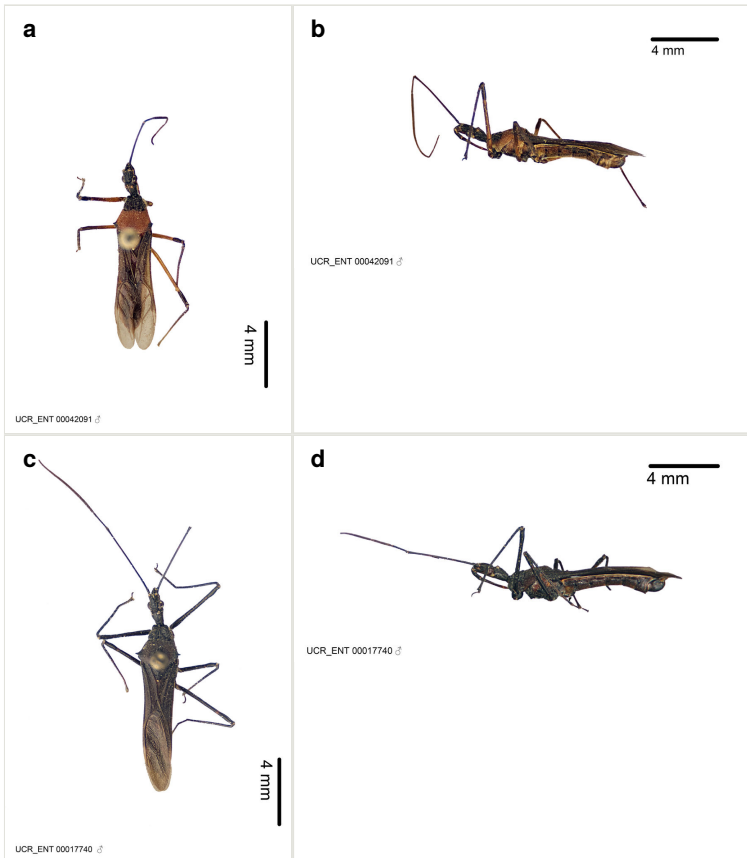 a
b
4 mm
UCR_ENT 00042091 ♂
4 mm
UCR_ENT 00042091 ♂
c
d
4 mm
UCR_ENT 00017740 ♂
4 mm
UCR_ENT 00017740 ♂